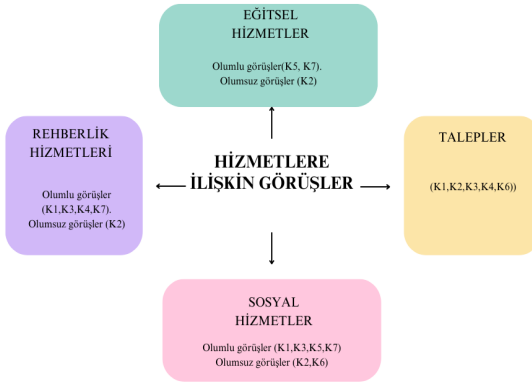 EĞİTSEL
HİZMETLER
Olumlu görüşler(K5, K7).
Olumsuz görüşler (K2)
REHBERLİK
HİZMETLERİ
Olumlu görüşler
(K1,K3,K4,K7).
Olumsuz görüşler (K2)
HİZMETLERE
İLİŞKİN GÖRÜŞLER
TALEPLER
(K1,K2,K3,K4,K6))
SOSYAL
HİZMETLER
Olumlu görüşler (K1,K3,K5,K7)
Olumsuz görüşler (K2,K6)